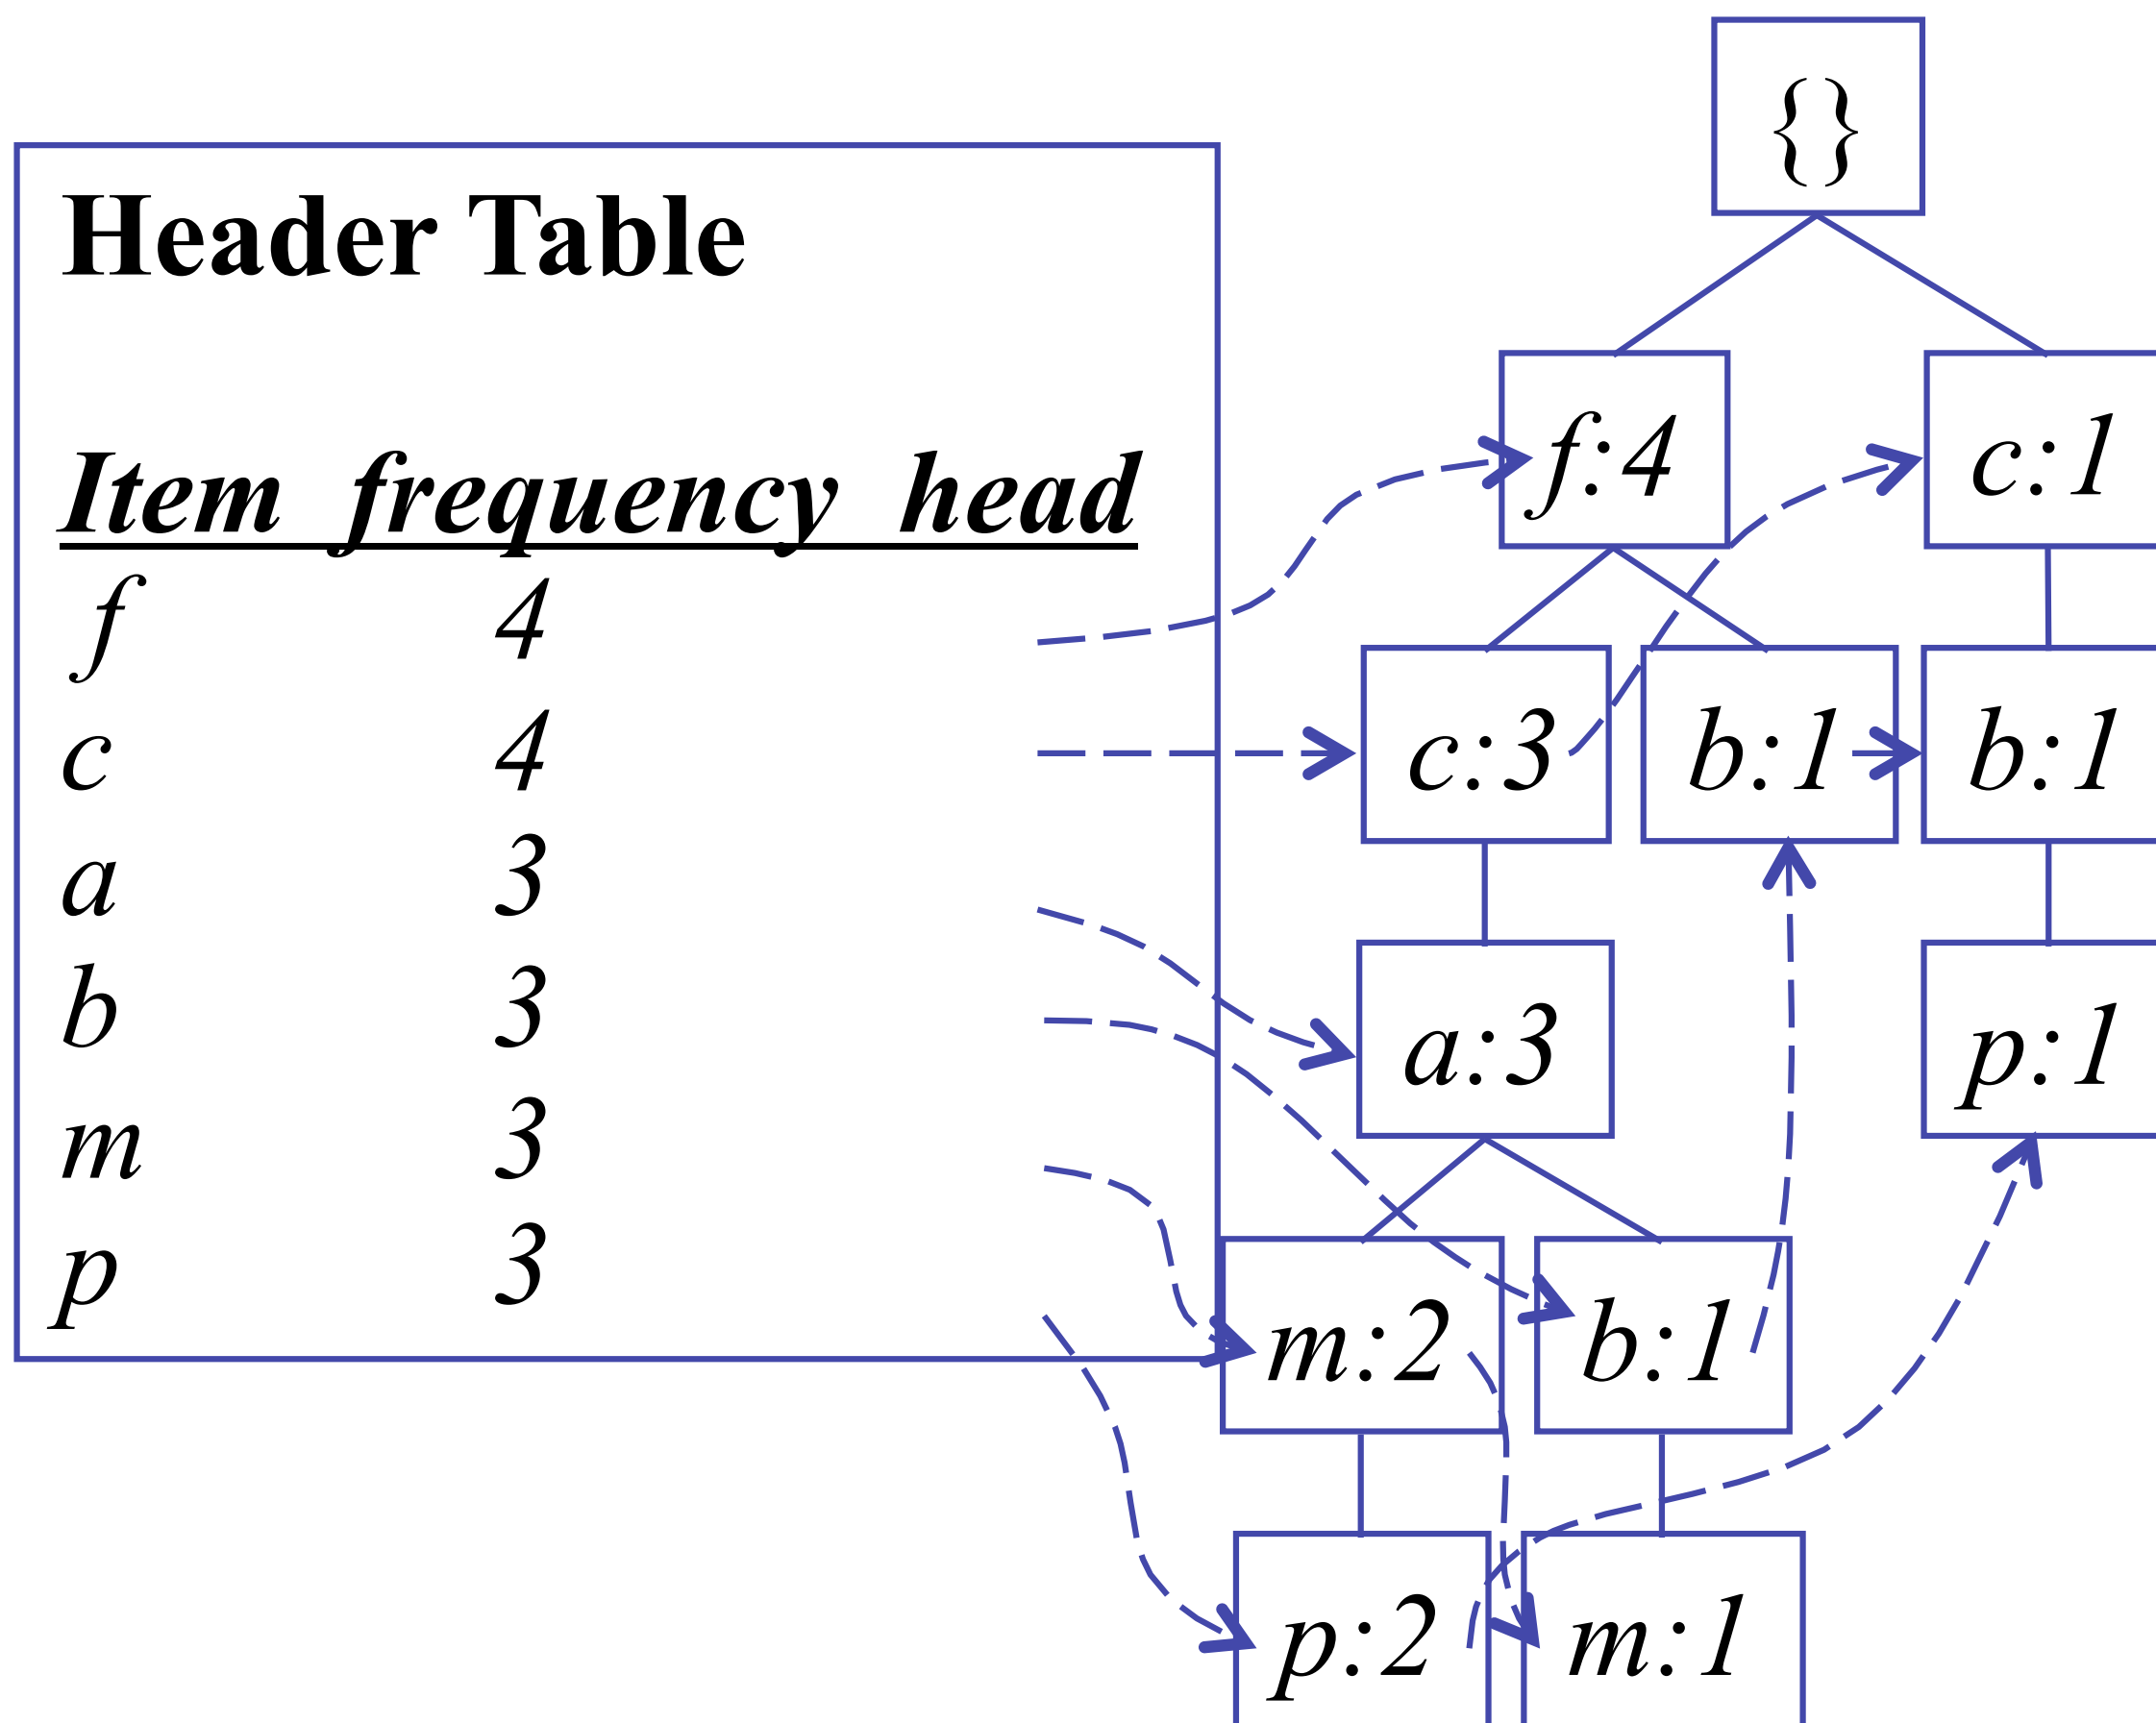 {}
Header Table
Item frequency head
f 4
c 4
a 3
b 3
m 3
p 3
f:4 c:1
c:3 b:1 b:1
a:3 p:1
m:2 b:1
p:2 m:1